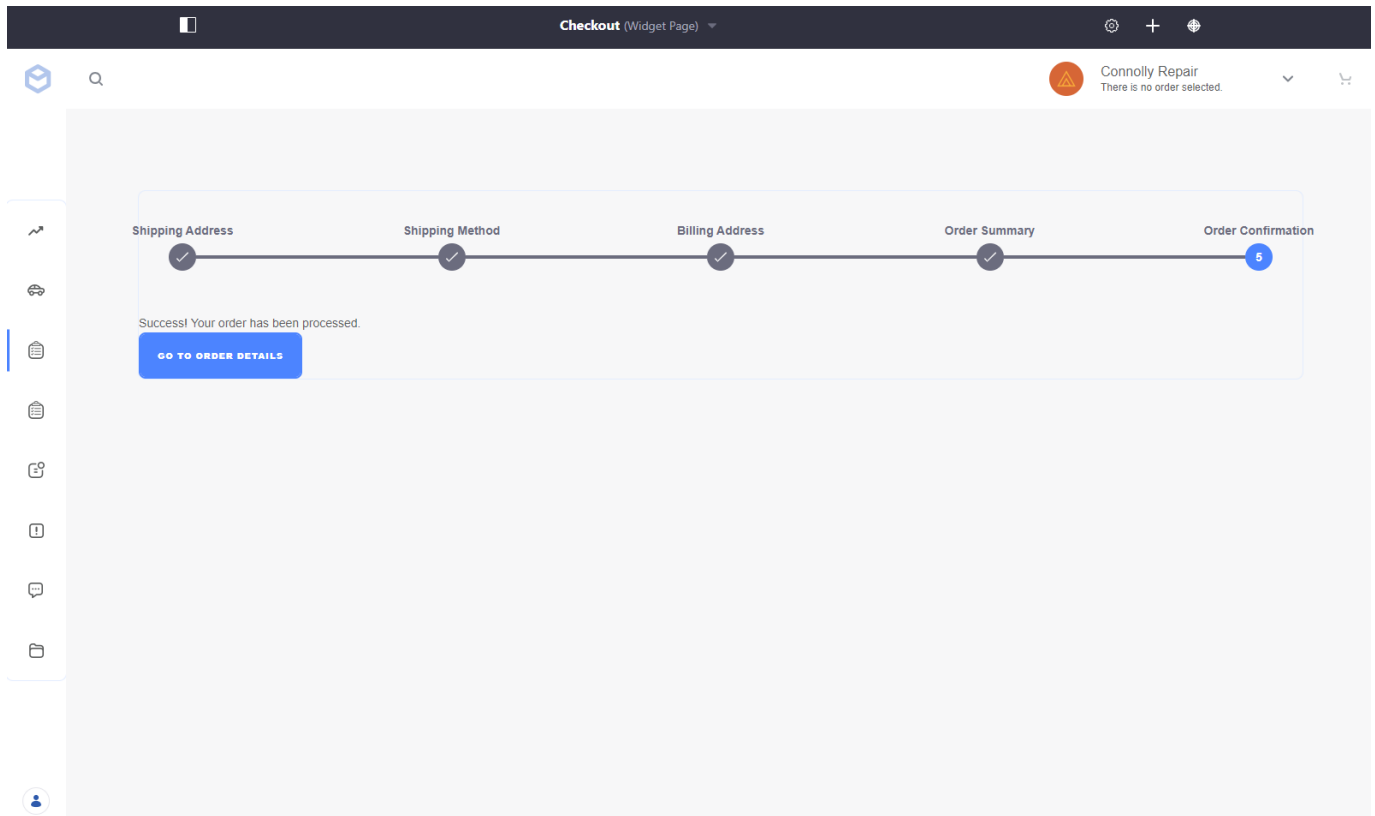 Checkout (Widget Page)
Connolly Repair
There is no order selected.
Shipping Address
Shipping Method
Billing Address
Order Summary
Order Confirmation
5
Success! Your order has been processed.
GO TO ORDER DETAILS